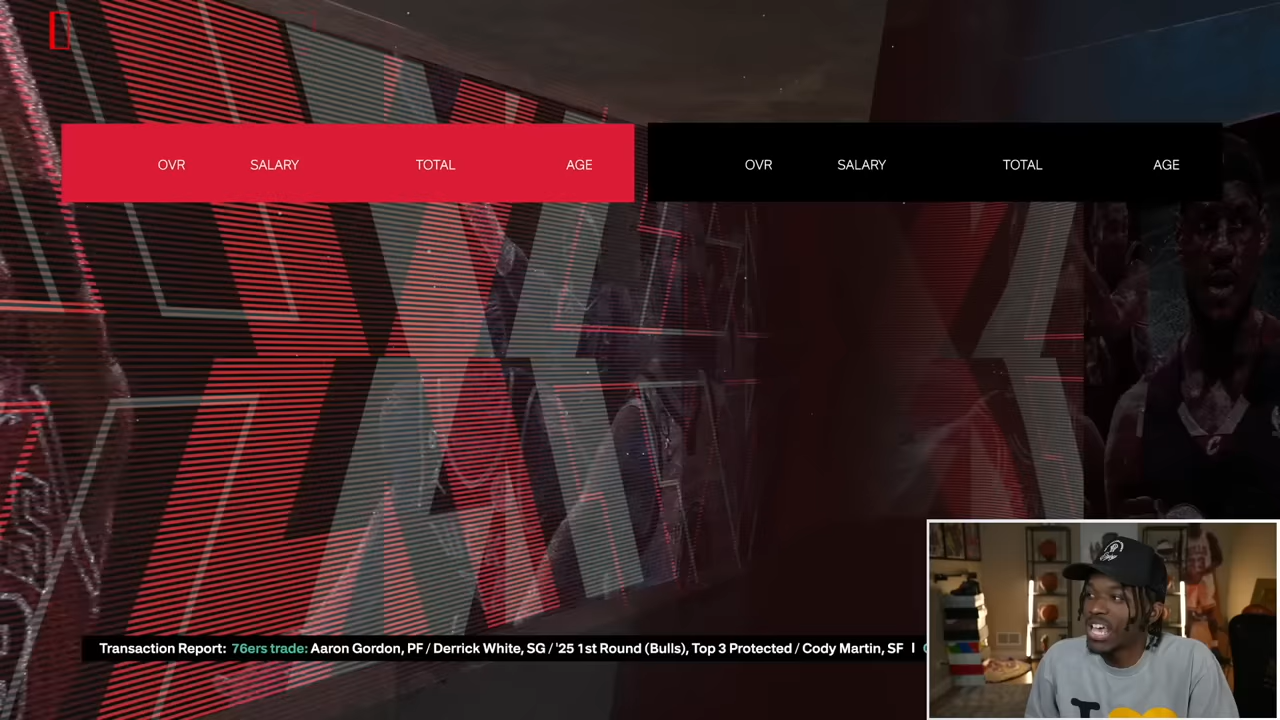 OVR SALARY TOTAL AGE
OVR SALARY TOTAL AGE
Transaction Report: 76ers trade: Aaron Gordon, PF / Derrick White, SG / '25 1st Round (Bulls), Top 3 Protected / Cody Martin, SF |
I